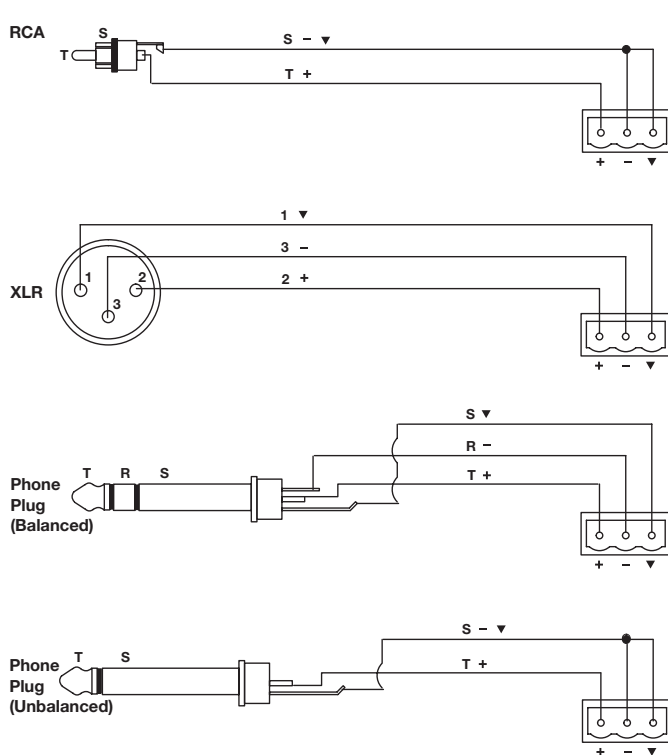 RCA
S
T
S – ▼
T +
+ – ▼
XLR
1 ▼
3 –
2 +
1
2
3
+ – ▼
Phone
Plug
(Balanced)
T R S
S ▼
R –
T +
+ – ▼
Phone
Plug
(Unbalanced)
T S
S – ▼
T +
+ – ▼